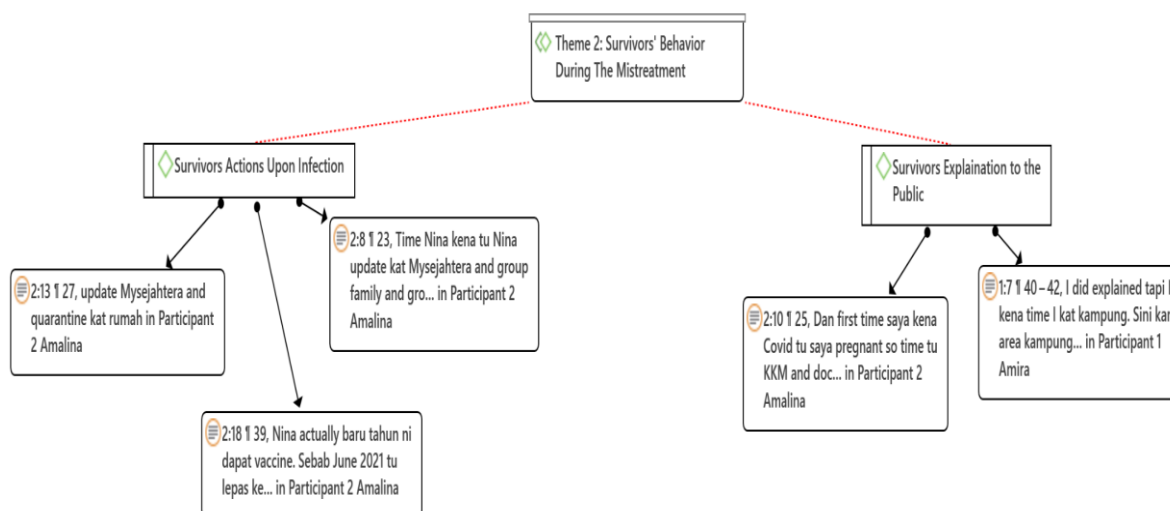 Theme 2: Survivors' Behavior
During The Mistreatment
Survivors Actions Upon Infection
Survivors Explaination to the
Public
2:8 ¶ 23, Time Nina kena tu Nina
update kat Mysejahtera and group
family and gro... in Participant 2
Amalina
2:13 ¶ 27, update Mysejahtera and
quarantine kat rumah in Participant
2 Amalina
2:18 ¶ 39, Nina actually baru tahun ni
dapat vaccine. Sebab June 2021 tu
lepas ke... in Participant 2 Amalina
2:10 ¶ 25, Dan first time saya kena
Covid tu saya pregnant so time tu
KKM and doc... in Participant 2
Amalina
1:7 ¶ 40 – 42, I did explained tapi
kena time I kat kampung. Sini
area kampung... in Participant 1
Amira